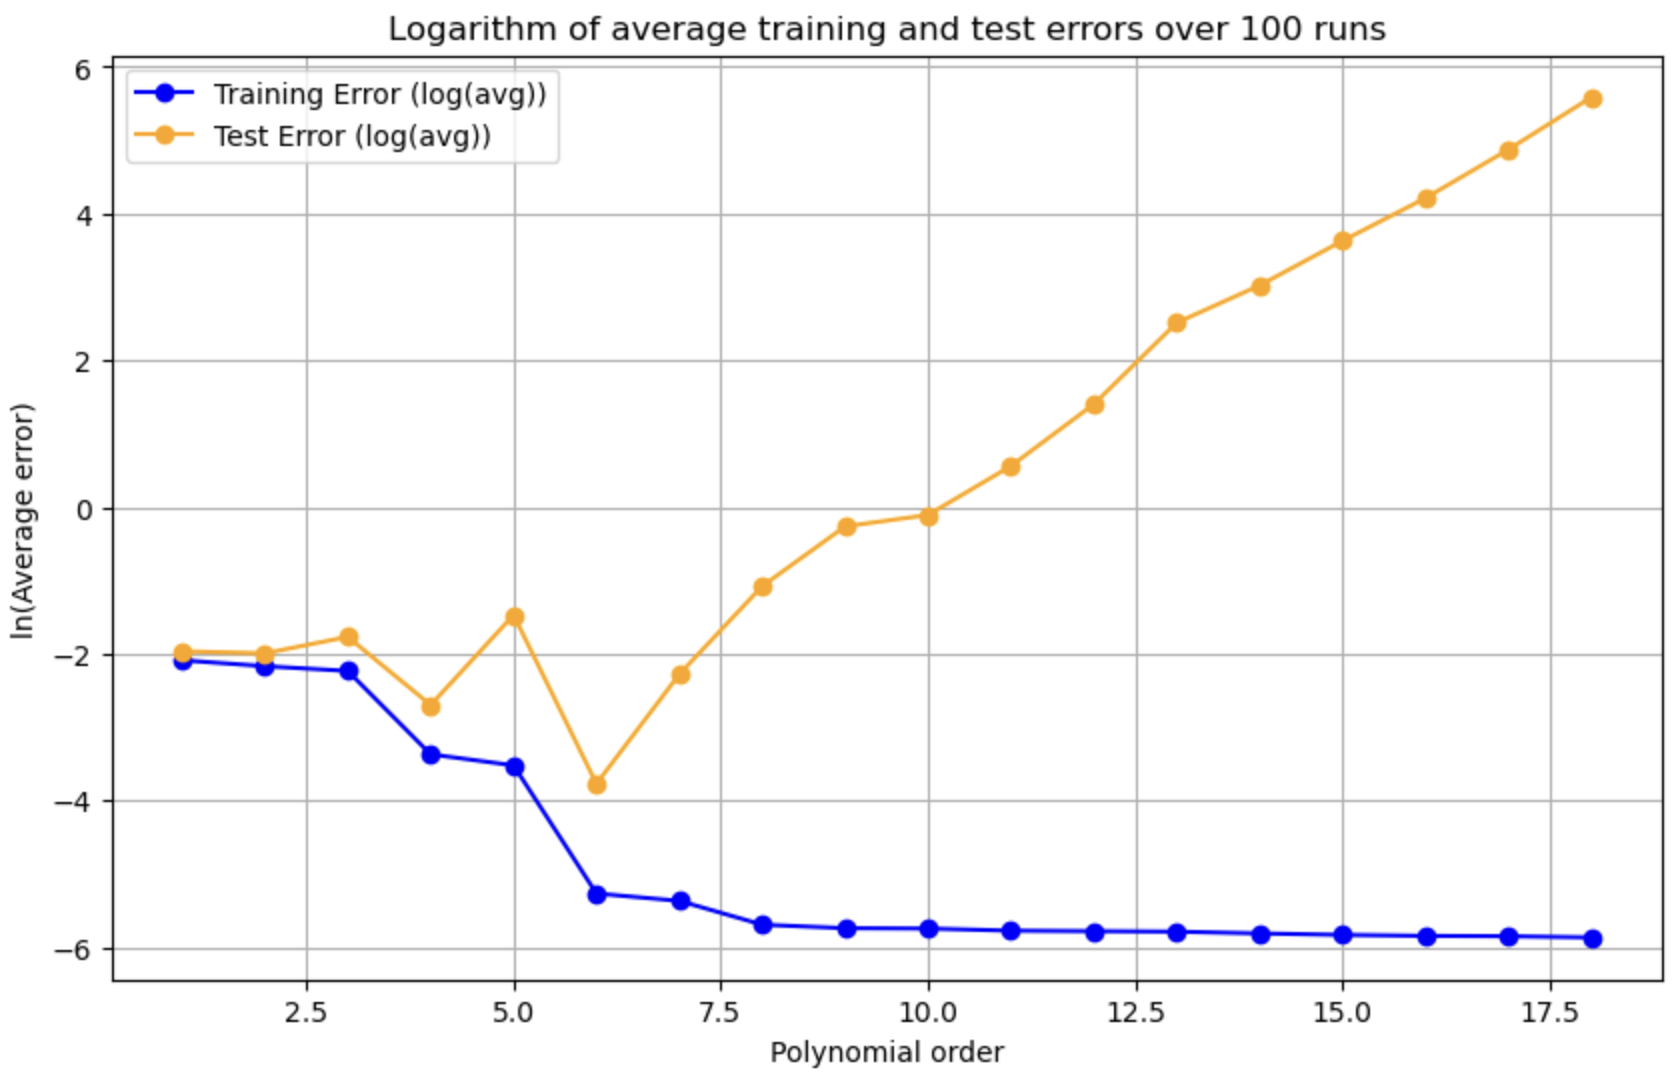 Logarithm of average training and test errors over 100 runs
Training Error (log(avg))
Test Error (log(avg))
ln(Average error)
6
4
2
0
−2
−4
−6
2.5 5.0 7.5 10.0 12.5 15.0 17.5
Polynomial order